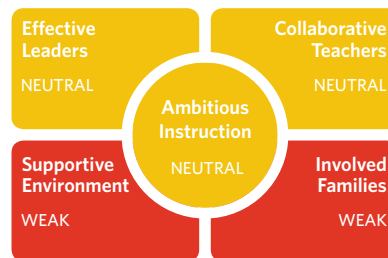 Effective
Leaders
NEUTRAL
Collaborative
Teachers
NEUTRAL
Ambitious
Instruction
NEUTRAL
Supportive
Environment
WEAK
Involved
Families
WEAK